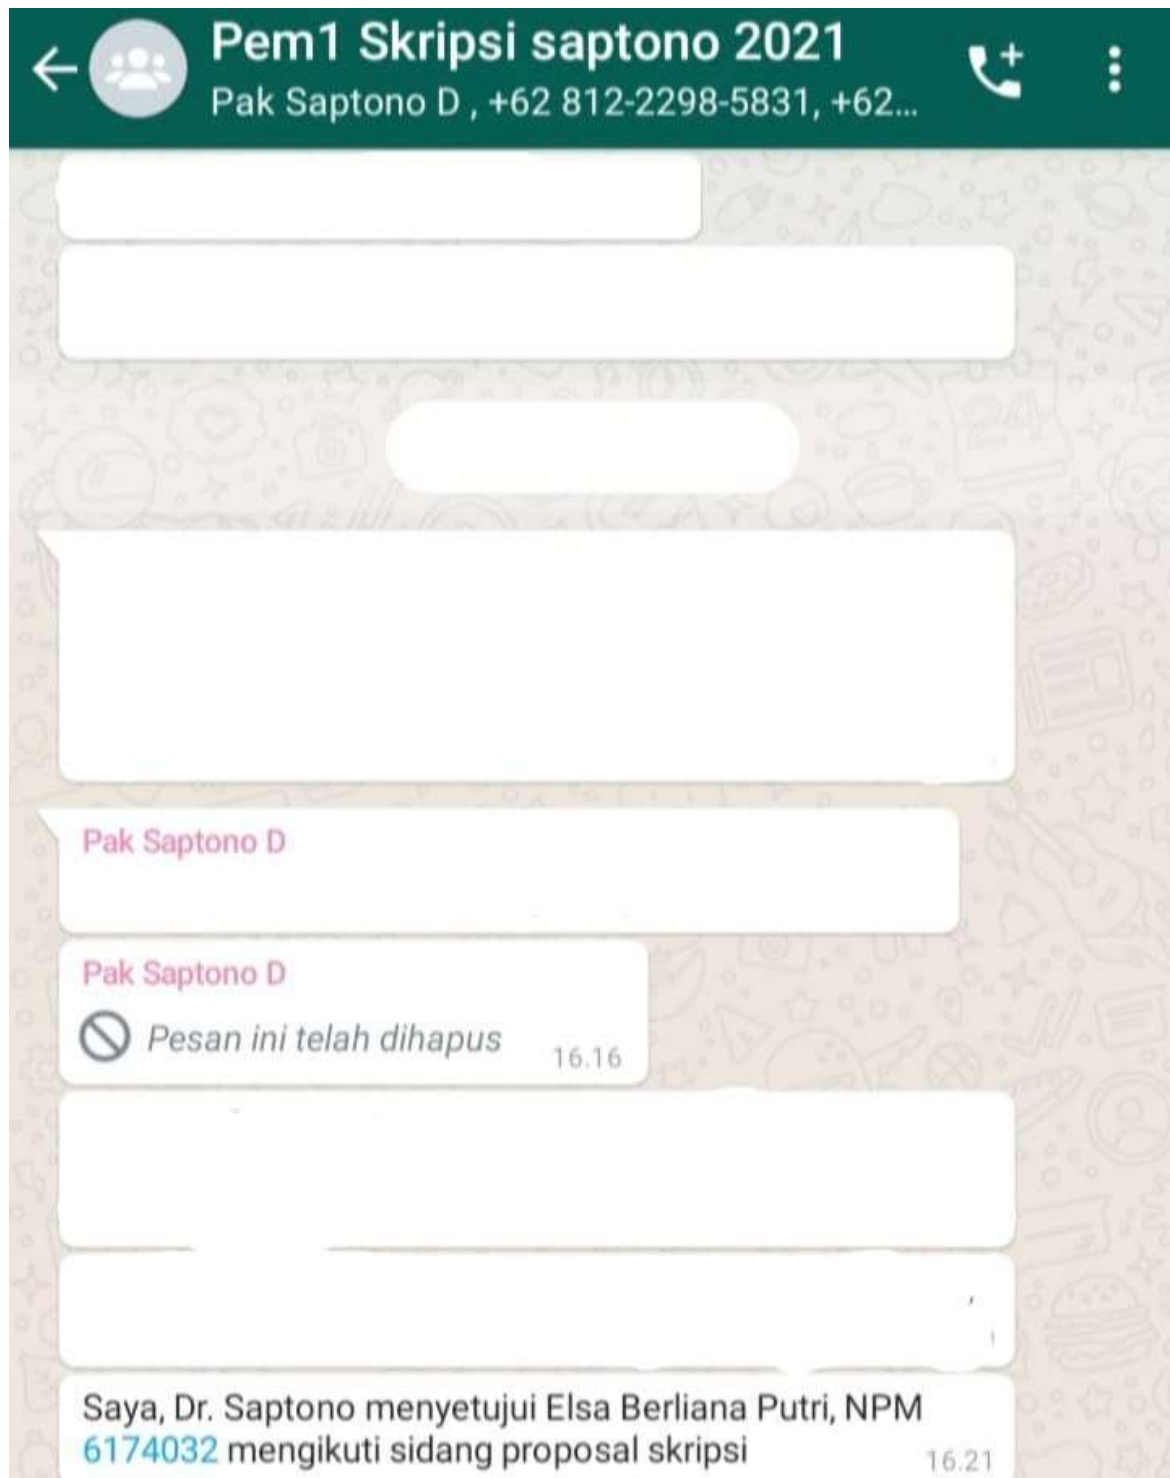 Pem1 Skripsi saptono 2021
Pak Saptono D , +62 812-2298-5831, +62...
Pak Saptono D
Pak Saptono D
Pesan ini telah dihapus 16.16
Saya, Dr. Saptono menyetujui Elsa Berliana Putri, NPM
6174032 mengikuti sidang proposal skripsi 16.21